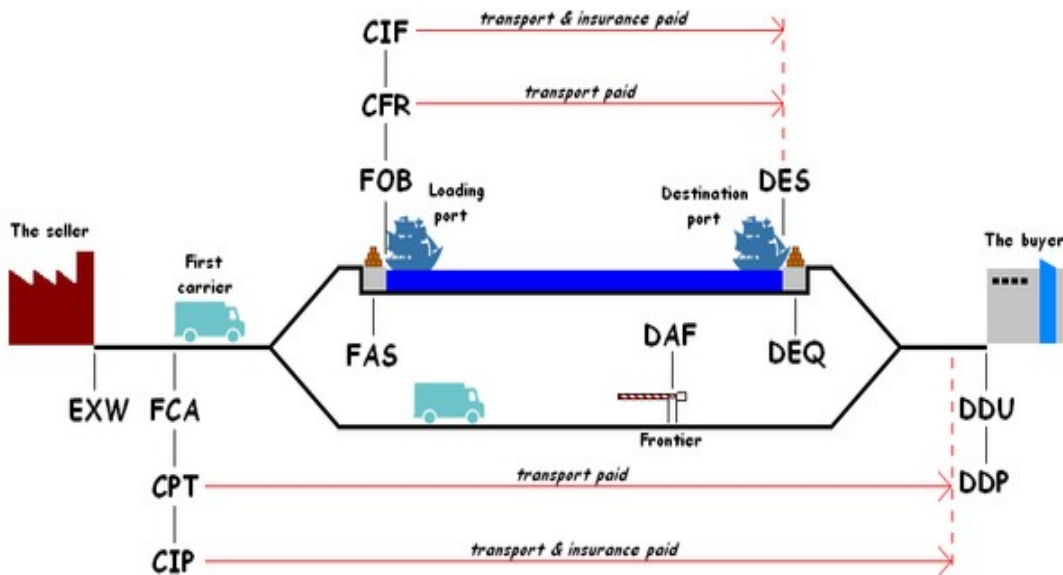 CIF
transport & insurance paid
CFR
transport paid
FOB
Loading
port
Destination
port
DES
The seller
The buyer
First
carrier
FAS
DAF
DEQ
EXW
FCA
Frontier
DDU
CPT
transport paid
DDP
CIP
transport & insurance paid